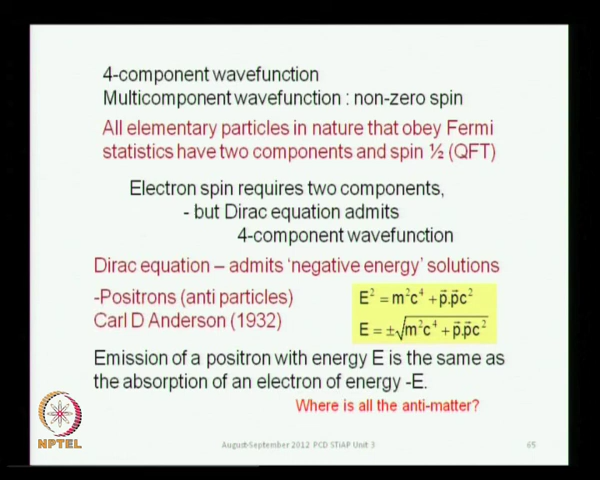 4-component wavefunction
Multicomponent wavefunction : non-zero spin
All elementary particles in nature that obey Fermi
statistics have two components and spin ½ (QFT)
Electron spin requires two components,
- but Dirac equation admits
4-component wavefunction
Dirac equation – admits 'negative energy' solutions
-Positrons (anti particles)
Carl D Anderson (1932)
E² = m²c⁴ + p⃗.p⃗c²
E = ±√(m²c⁴ + p⃗.p⃗c²)
Emission of a positron with energy E is the same as
the absorption of an electron of energy -E.
Where is all the anti-matter?
NPTEL
August-September 2012 PCD STIAP Unit 3
65